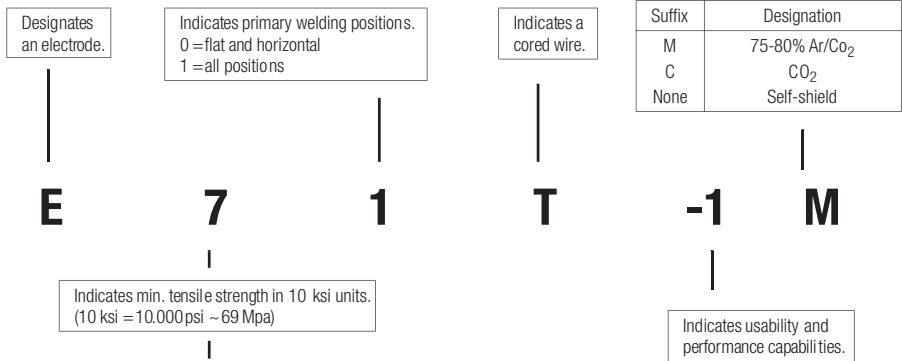 Designates
an electrode.
Indicates primary welding positions.
0 = flat and horizontal
1 = all positions
Indicates a
cored wire.
Suffix Designation
M 75-80% Ar/Co2
C CO2
None Self-shield
E 7 1 T -1 M
Indicates min. tensile strength in 10 ksi units.
(10 ksi = 10.000 psi ~ 69 Mpa)
Indicates usability and
performance capabilities.